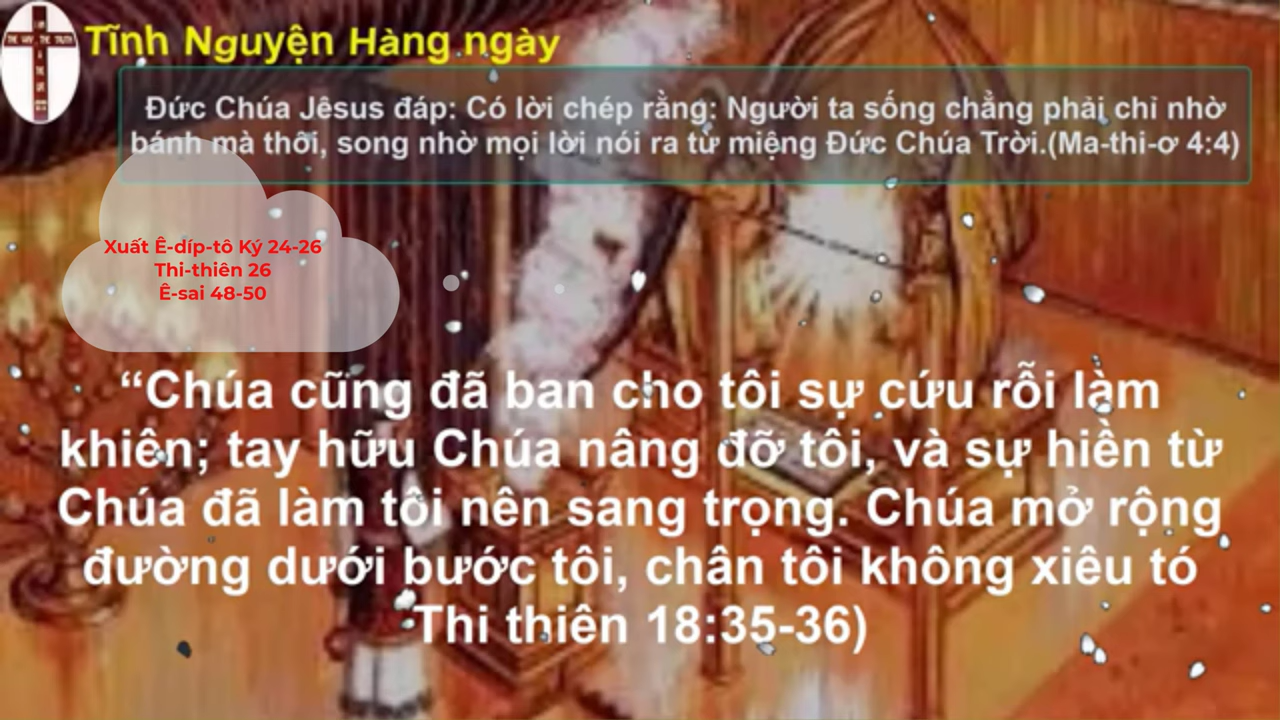 THE WAY THE TRUTH
Tĩnh Nguyện Hàng ngày
Đức Chúa Jêsus đáp: Có lời chép rằng: Người ta sống chẳng phải chỉ nhờ
bánh mà thôi, song nhờ mọi lời nói ra từ miệng Đức Chúa Trời.(Ma-thi-ơ 4:4)
Xuất Ê-díp-tô Ký 24-26
Thi-thiên 26
Ê-sai 48-50
“Chúa cũng đã ban cho tôi sự cứu rỗi làm
khiên; tay hữu Chúa nâng đỡ tôi, và sự hiền từ
Chúa đã làm tôi nên sang trọng. Chúa mở rộng
đường dưới bước tôi, chân tôi không xiêu tó
Thi thiên 18:35-36)